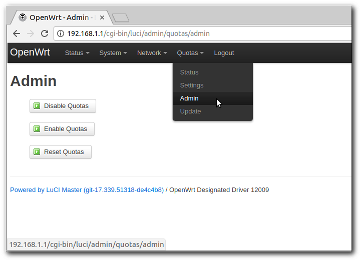 OpenWrt - Admin -
192.168.1.1/cgi-bin/luci/admin/quotas/admin
OpenWrt Status System Network Quotas Logout
Status
Settings
Admin
Update
Admin
Disable Quotas
Enable Quotas
Reset Quotas
Powered by LuCI Master (git-17.339.51318-de4c4b8) / OpenWrt Designated Driver 12009
192.168.1.1/cgi-bin/luci/admin/quotas/admin